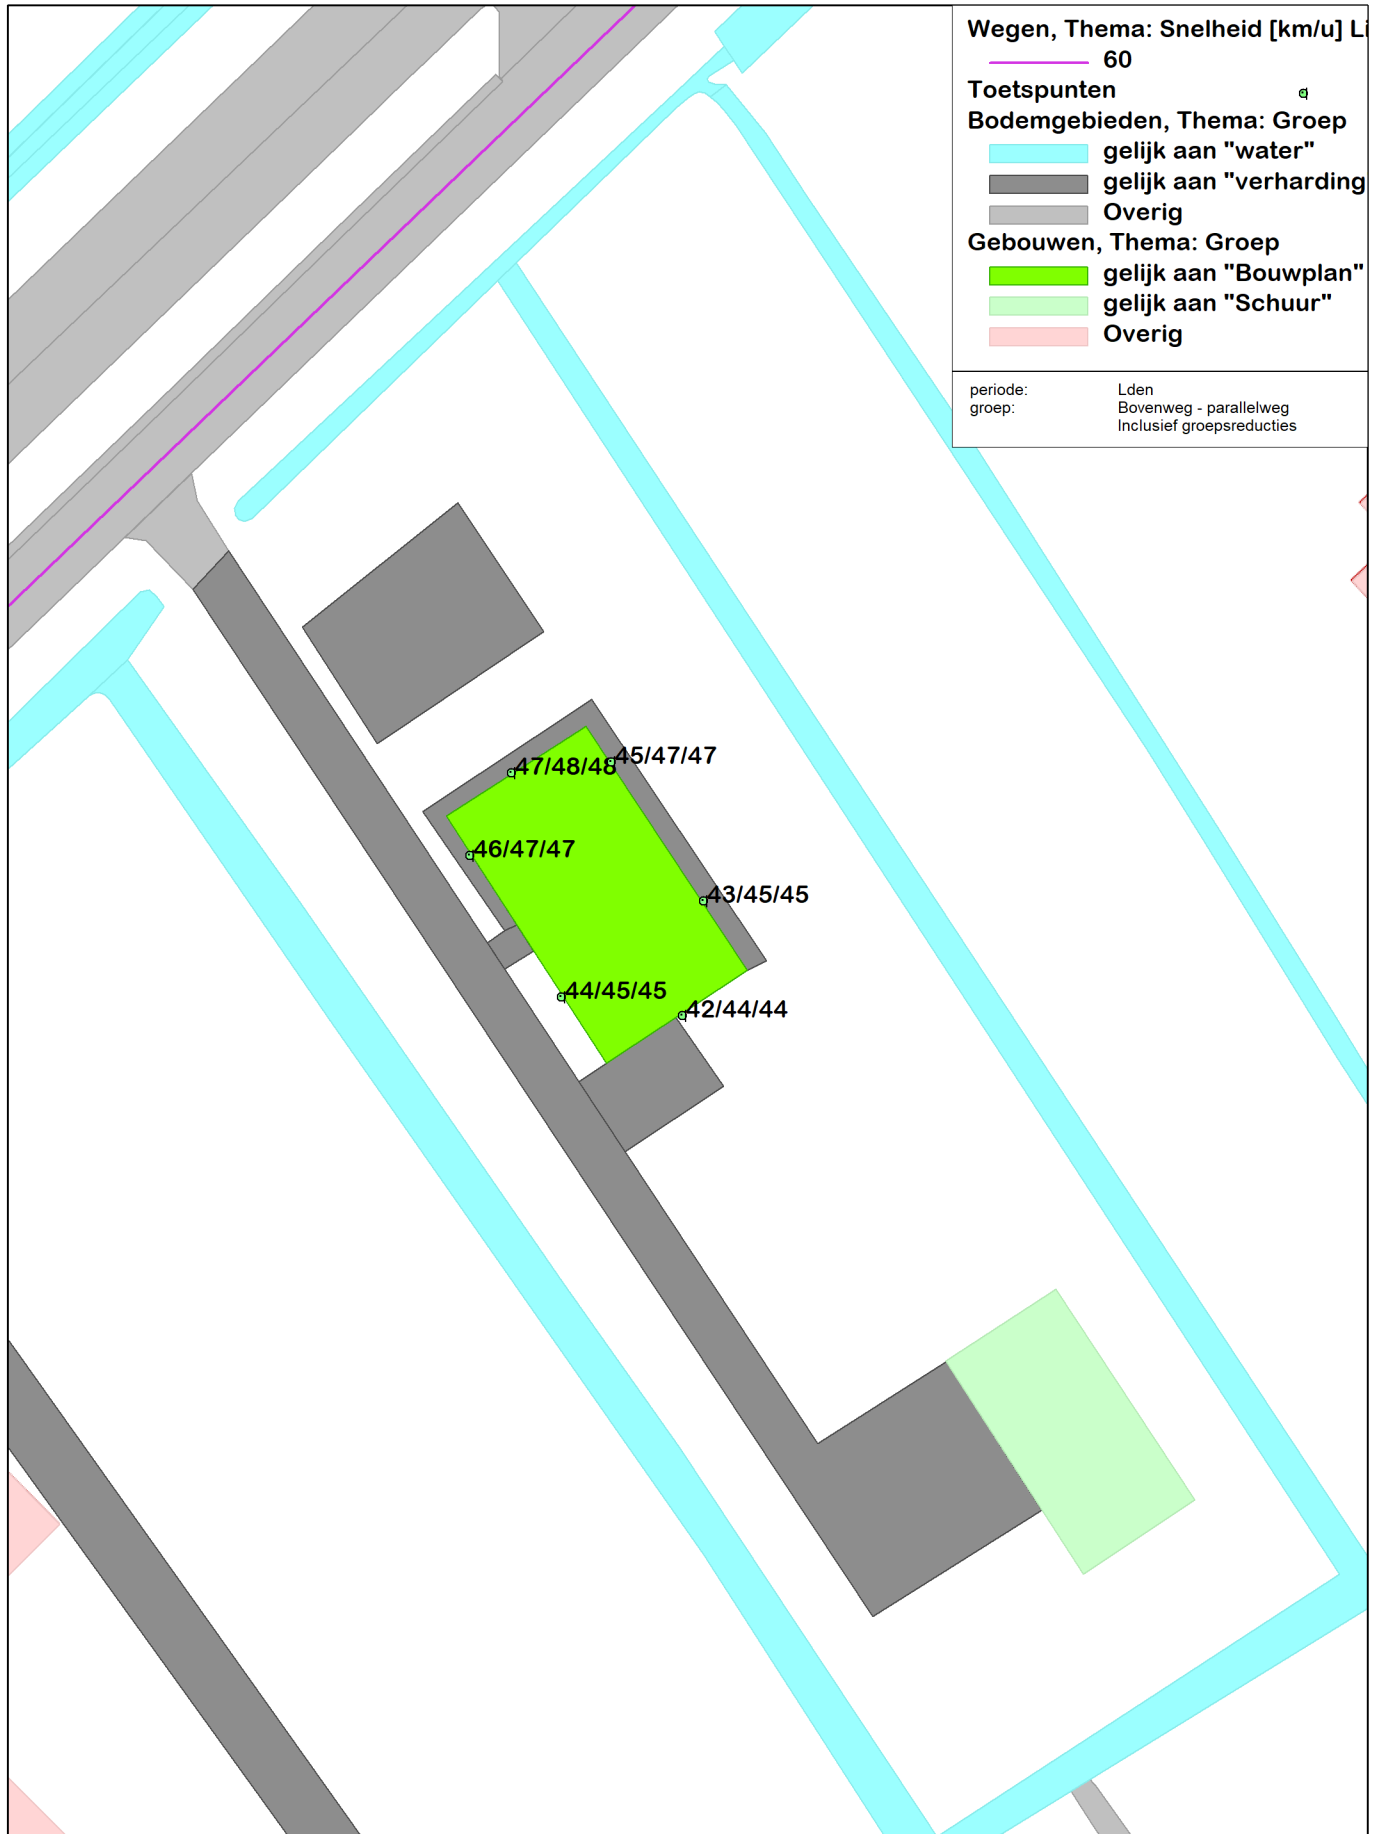 Wegen, Thema: Snelheid [km/u] Li
60
Toetspunten
Bodemgebieden, Thema: Groep
gelijk aan "water"
gelijk aan "verharding
Overig
Gebouwen, Thema: Groep
gelijk aan "Bouwplan"
gelijk aan "Schuur"
Overig
periode: Lden
groep: Bovenweg - parallelweg
Inclusief groepsreducties
45/47/47
47/48/48
46/47/47
43/45/45
44/45/45
42/44/44